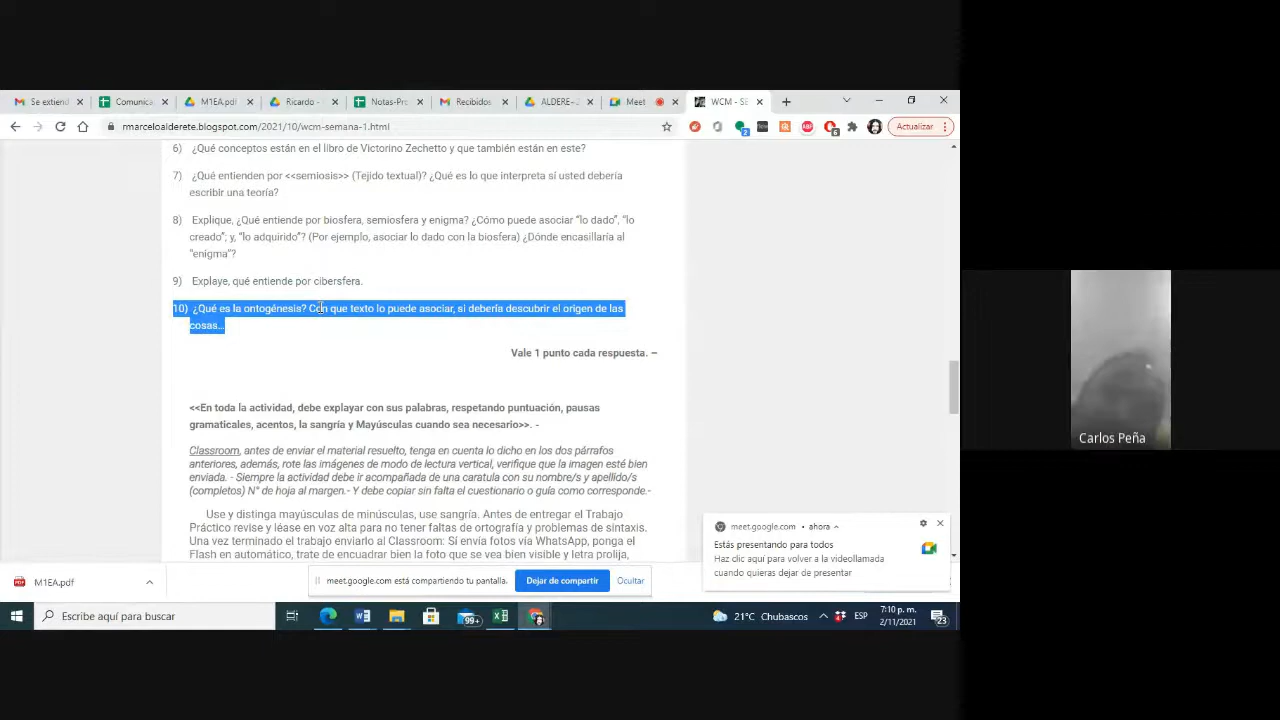 Se extiend
Comunica
M1EA.pdf
Ricardo -
Notas-Pr
Recibidos
ALDERE
Meet
WCM - SE
marceloalderete.blogspot.com/2021/10/wcm-semana-1.html
Actualizar
6) ¿Qué conceptos están en el libro de Victorino Zechetto y que también están en este?
7) ¿Qué entienden por <<semiosis>> (Tejido textual)? ¿Qué es lo que interpreta sí usted debería
escribir una teoría?
8) Explique, ¿Qué entiende por biosfera, semiosfera y enigma? ¿Cómo puede asociar “lo dado”, “lo
creado”; y, “lo adquirido”? (Por ejemplo, asociar lo dado con la biosfera) ¿Dónde encasillaría al
“enigma”?
9) Explaye, qué entiende por cibersfera.
10) ¿Qué es la ontogénesis? Con que texto lo puede asociar, si debería descubrir el origen de las
cosas...
Vale 1 punto cada respuesta. –
<<En toda la actividad, debe explayar con sus palabras, respetando puntuación, pausas
gramaticales, acentos, la sangría y Mayúsculas cuando sea necesario>>. -
Classroom, antes de enviar el material resuelto, tenga en cuenta lo dicho en los dos párrafos
anteriores, además, rote las imágenes de modo de lectura vertical, verifique que la imagen esté bien
enviada. - Siempre la actividad debe ir acompañada de una caratula con su nombre/s y apellido/s
(completos) N° de hoja al margen.- Y debe copiar sin falta el cuestionario o guía como corresponde.-
Use y distinga mayúsculas de minúsculas, use sangría. Antes de entregar el Trabajo
Práctico revise y léase en voz alta para no tener faltas de ortografía y problemas de sintaxis.
Una vez terminado el trabajo enviarlo al Classroom: Sí envía fotos vía WhatsApp, ponga el
Flash en automático, trate de encuadrar bien la foto que se vea bien visible y letra prolija,
Carlos Peña
meet.google.com • ahora
Estás presentando para todos
Haz clic aquí para volver a la videollamada
cuando quieras dejar de presentar
M1EA.pdf
meet.google.com está compartiendo tu pantalla.
Dejar de compartir
Ocultar
Escribe aquí para buscar
99+
21°C Chubascos
ESP
7:10 p. m.
2/11/2021
23